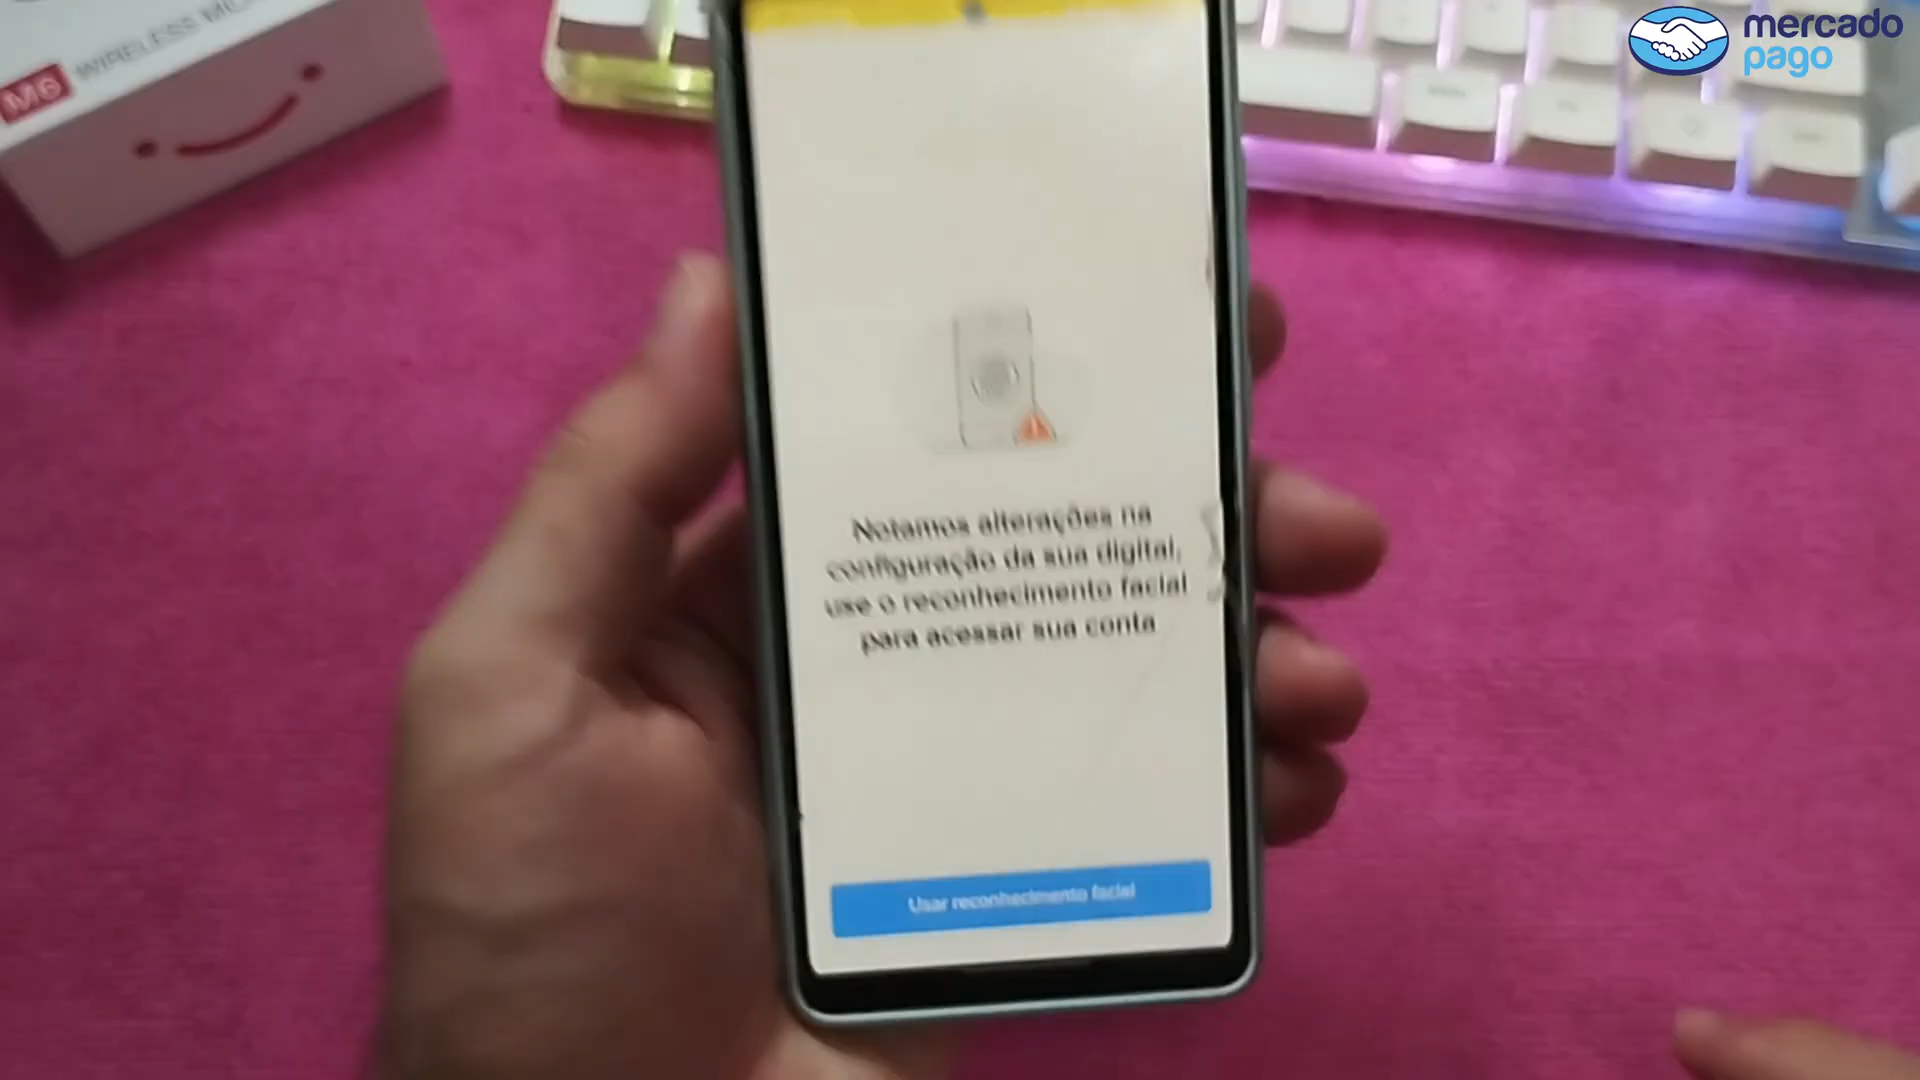 mercado
pago
M6 WIRELESS
Notamos alterações na
configuração da sua digital,
use o reconhecimento facial
para acessar sua conta
Usar reconhecimento facial